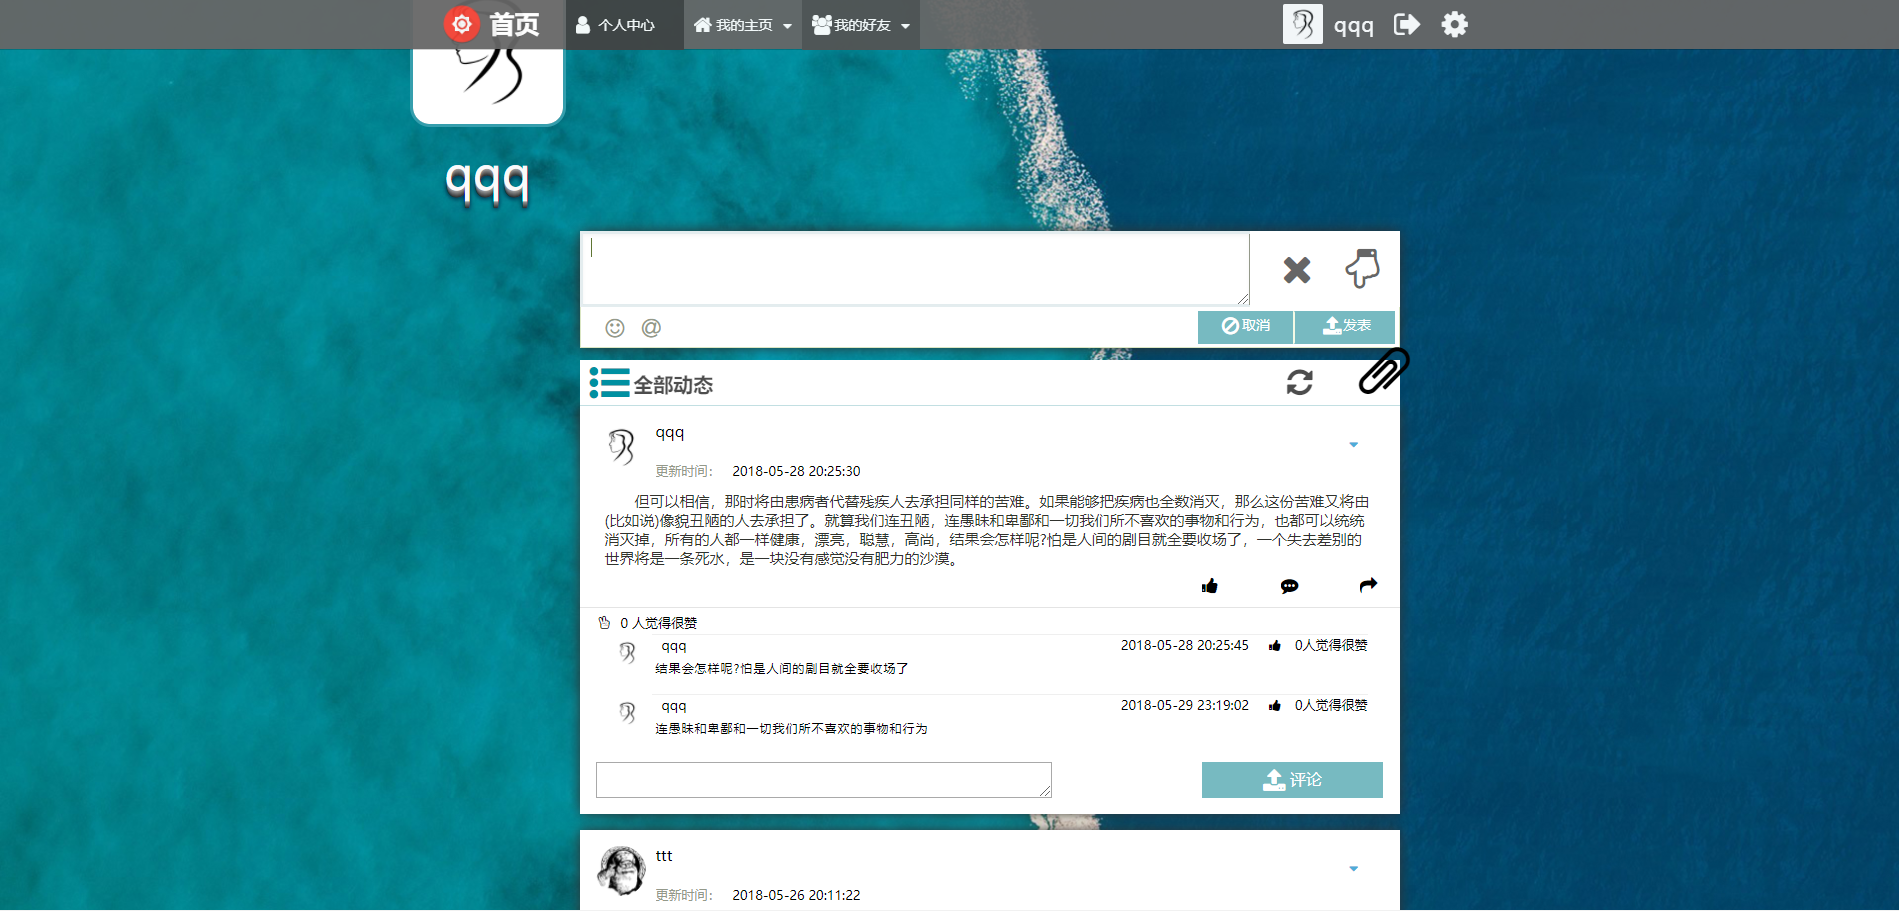 首页 个人中心 我的主页 我的好友 qqq
qqq
取消 发表
全部动态
qqq
更新时间: 2018-05-28 20:25:30
但可以相信，那时将由患病者代替残疾人去承担同样的苦难。如果能够把疾病也全数消灭，那么这份苦难又将由
(比如说)像貌丑陋的人去承担了。就算我们连丑陋，连愚昧和卑鄙和一切我们所不喜欢的事物和行为，也都可以统统
消灭掉，所有的人都一样健康，漂亮，聪慧，高尚，结果会怎样呢?怕是人间的剧目就全要收场了，一个失去差别的
世界将是一条死水，是一块没有感觉没有肥力的沙漠。
0 人觉得很赞
qqq 2018-05-28 20:25:45 0人觉得很赞
结果会怎样呢?怕是人间的剧目就全要收场了
qqq 2018-05-29 23:19:02 0人觉得很赞
连愚昧和卑鄙和一切我们所不喜欢的事物和行为
评论
ttt
更新时间: 2018-05-26 20:11:22